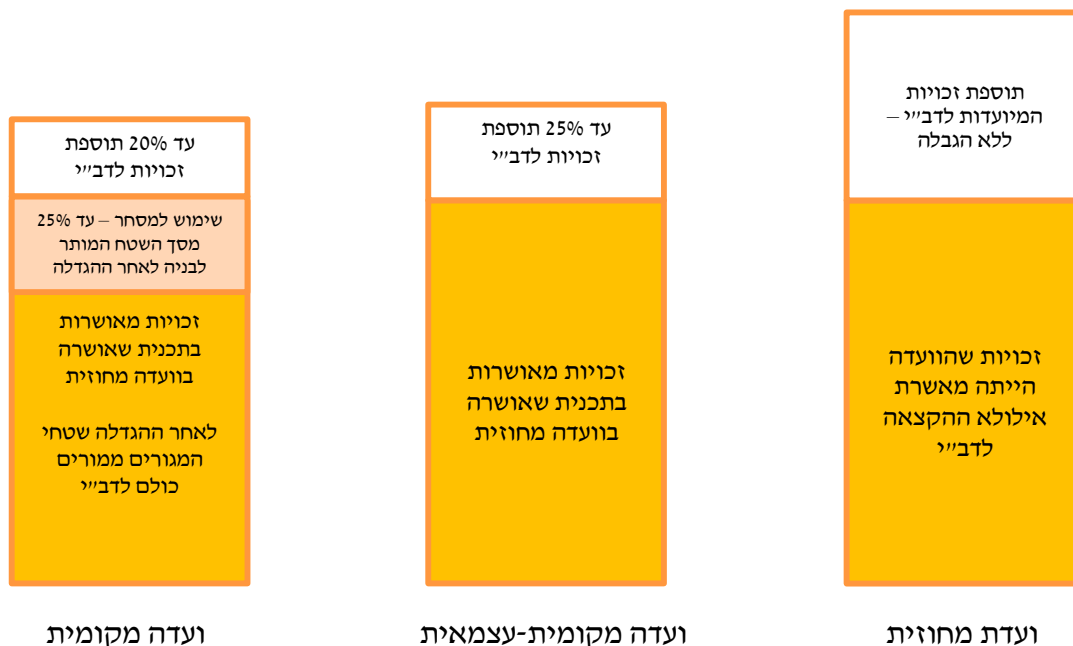 תוספת זכויות
המיועדות לדב״י –
ללא הגבלה
זכויות שהוועדה
הייתה מאשרת
אילולא ההקצאה
לדב״י
ועדת מחוזית
עד 25% תוספת
זכויות לדב״י
זכויות מאושרות
בתכנית שאושרה
בוועדה מחוזית
ועדה מקומית-עצמאית
עד 20% תוספת
זכויות לדב״י
שימוש למסחר – עד 25%
מסך השטח המותר
לבניה לאחר ההגדלה
זכויות מאושרות
בתכנית שאושרה
בוועדה מחוזית
לאחר ההגדלה שטחי
המגורים ממורים
כולם לדב״י
ועדה מקומית